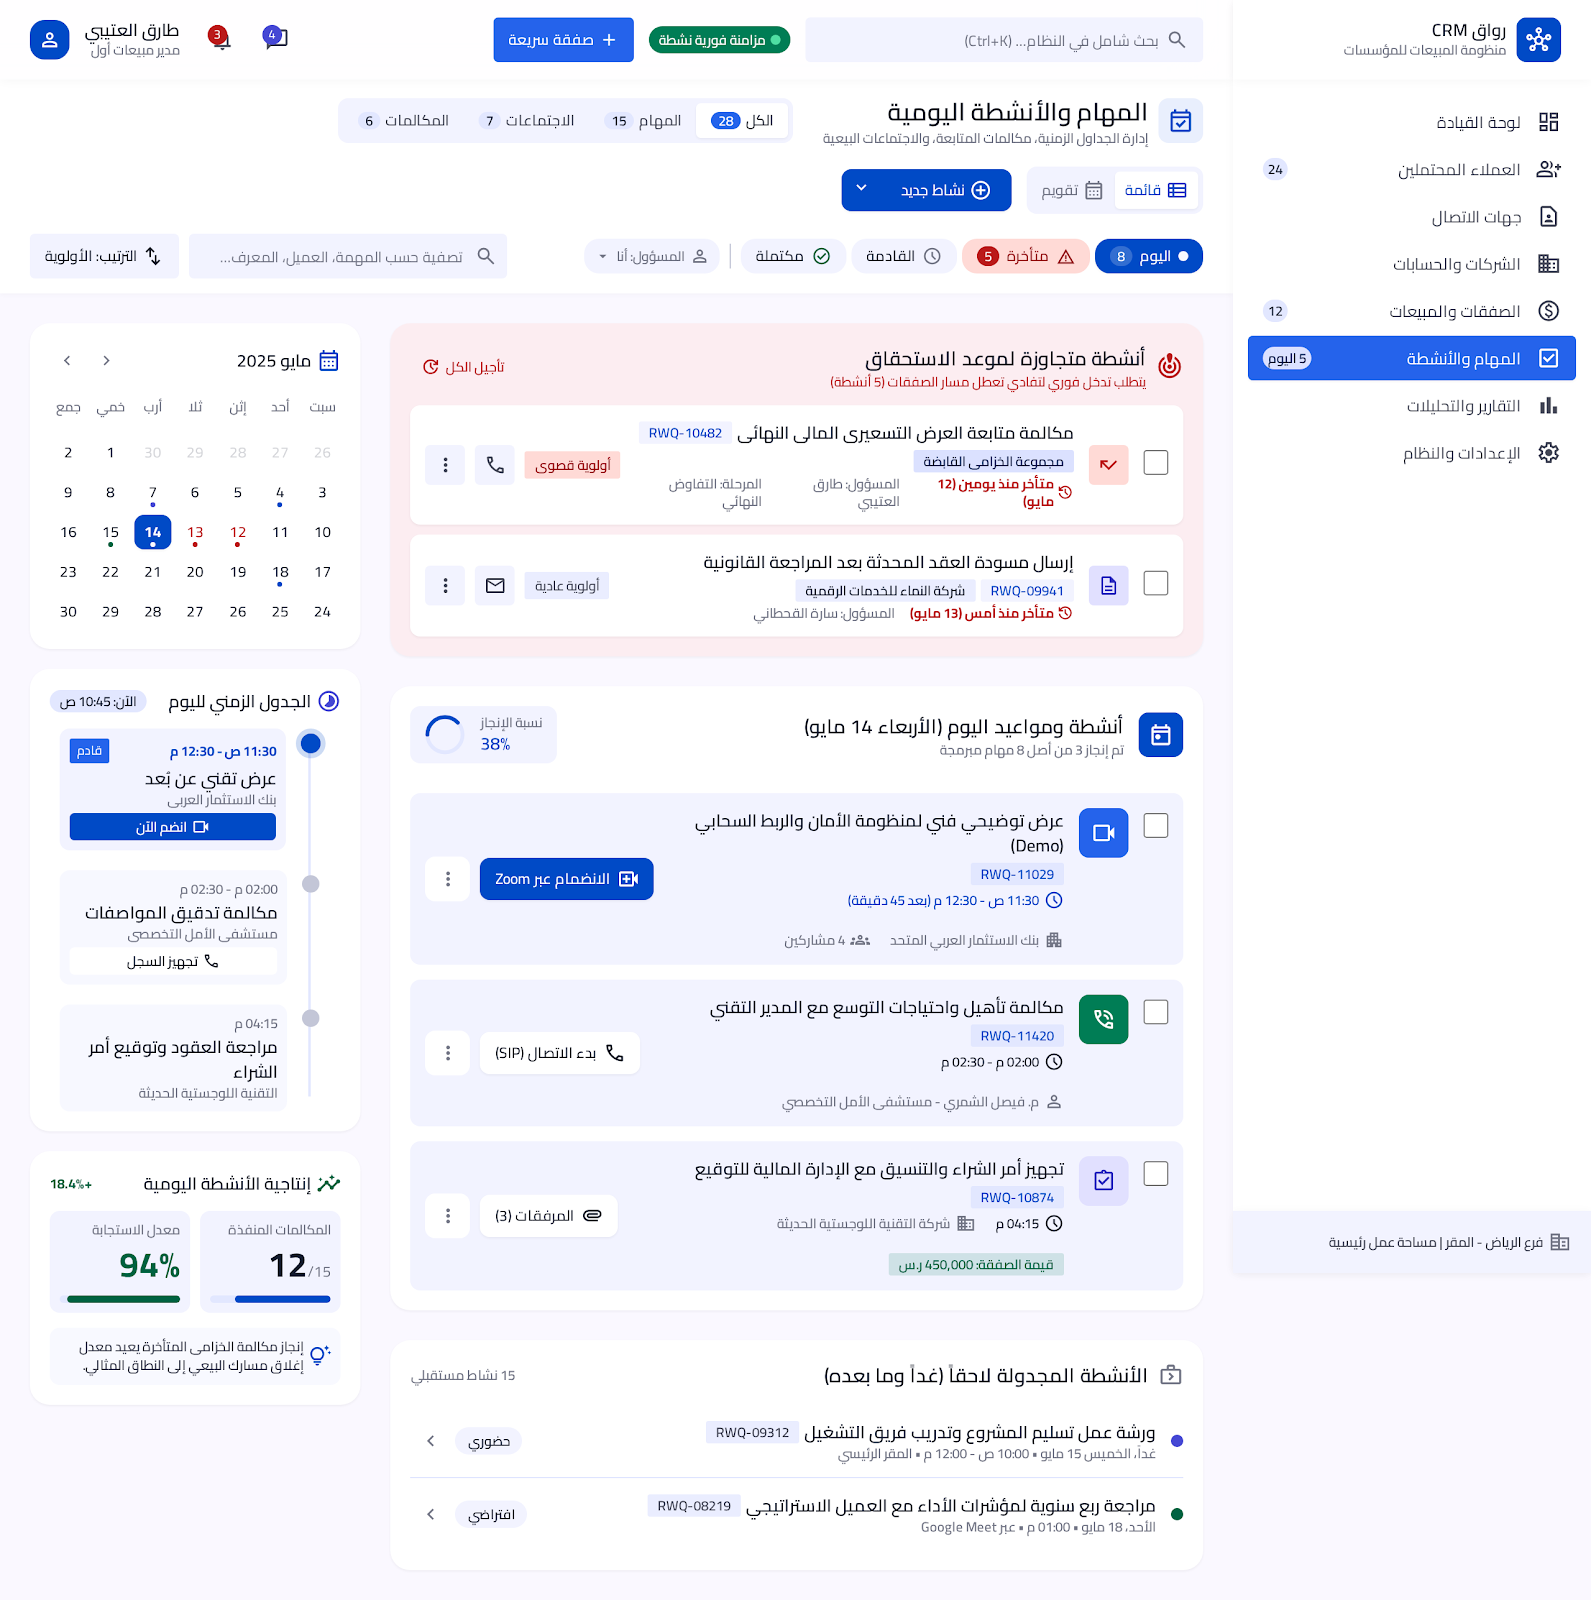 رواق CRM
منظومة المبيعات للمؤسسات
لوحة القيادة
العملاء المحتملين 24
جهات الاتصال
الشركات والحسابات
الصفقات والمبيعات 12
المهام والأنشطة 5 اليوم
التقارير والتحليلات
الإعدادات والنظام
فرع الرياض - المقر | مساحة عمل رئيسية
بحث شامل في النظام... (Ctrl+K)
مزامنة فورية نشطة
صفقة سريعة
4
3
طارق العتيبي
مدير مبيعات أول
المهام والأنشطة اليومية
إدارة الجداول الزمنية، مكالمات المتابعة، والاجتماعات البيعية
الكل 28
المهام 15
الاجتماعات 7
المكالمات 6
قائمة
تقويم
نشاط جديد
اليوم 8
متأخرة 5
القادمة
مكتملة
المسؤول: أنا
تصفية حسب المهمة، العميل، المعرف...
الترتيب: الأولوية
أنشطة متجاوزة لموعد الاستحقاق
يتطلب تدخل فوري لتفادي تعطل مسار الصفقات (5 أنشطة)
تأجيل الكل
مكالمة متابعة العرض التسعيري المالي النهائي RWQ-10482
مجموعة الخزامى القابضة
متأخر منذ يومين (12 مايو)
المسؤول: طارق العتيبي
المرحلة: التفاوض النهائي
أولوية قصوى
إرسال مسودة العقد المحدثة بعد المراجعة القانونية
RWQ-09941 شركة النماء للخدمات الرقمية
متأخر منذ أمس (13 مايو) المسؤول: سارة القحطاني
أولوية عادية
أنشطة ومواعيد اليوم (الأربعاء 14 مايو)
تم إنجاز 3 من أصل 8 مهام مبرمجة
نسبة الإنجاز
38%
عرض توضيحي فني لمنظومة الأمان والربط السحابي
(Demo)
RWQ-11029
11:30 ص - 12:30 م (بعد 45 دقيقة)
بنك الاستثمار العربي المتحد 4 مشاركين
الانضمام عبر Zoom
مكالمة تأهيل واحتياجات التوسع مع المدير التقني
RWQ-11420
02:00 م - 02:30 م
م. فيصل الشمري - مستشفى الأمل التخصصي
بدء الاتصال (SIP)
تجهيز أمر الشراء والتنسيق مع الإدارة المالية للتوقيع
RWQ-10874
04:15 م شركة التقنية اللوجستية الحديثة
قيمة الصفقة: 450,000 ر.س
المرفقات (3)
الأنشطة المجدولة لاحقاً (غداً وما بعده)
15 نشاط مستقبلي
ورشة عمل تسليم المشروع وتدريب فريق التشغيل RWQ-09312
غداً، الخميس 15 مايو • 10:00 ص - 12:00 م • المقر الرئيسي
حضوري
مراجعة ربع سنوية لمؤشرات الأداء مع العميل الاستراتيجي RWQ-08219
الأحد، 18 مايو • 01:00 م • عبر Google Meet
افتراضي
مايو 2025
سبت أحد إثن ثلا أرب خمي جمع
26 27 28 29 30 1 2
3 4 5 6 7 8 9
10 11 12 13 14 15 16
17 18 19 20 21 22 23
24 25 26 27 28 29 30
الجدول الزمني لليوم
الآن: 10:45 ص
11:30 ص - 12:30 م
قادم
عرض تقني عن بُعد
بنك الاستثمار العربي
انضم الآن
02:00 م - 02:30 م
مكالمة تدقيق المواصفات
مستشفى الأمل التخصصي
تجهيز السجل
04:15 م
مراجعة العقود وتوقيع أمر
الشراء
التقنية اللوجستية الحديثة
إنتاجية الأنشطة اليومية
+18.4%
المكالمات المنفذة
12/15
معدل الاستجابة
94%
إنجاز مكالمة الخزامى المتأخرة يعيد معدل
إغلاق مسارك البيعي إلى النطاق المثالي.